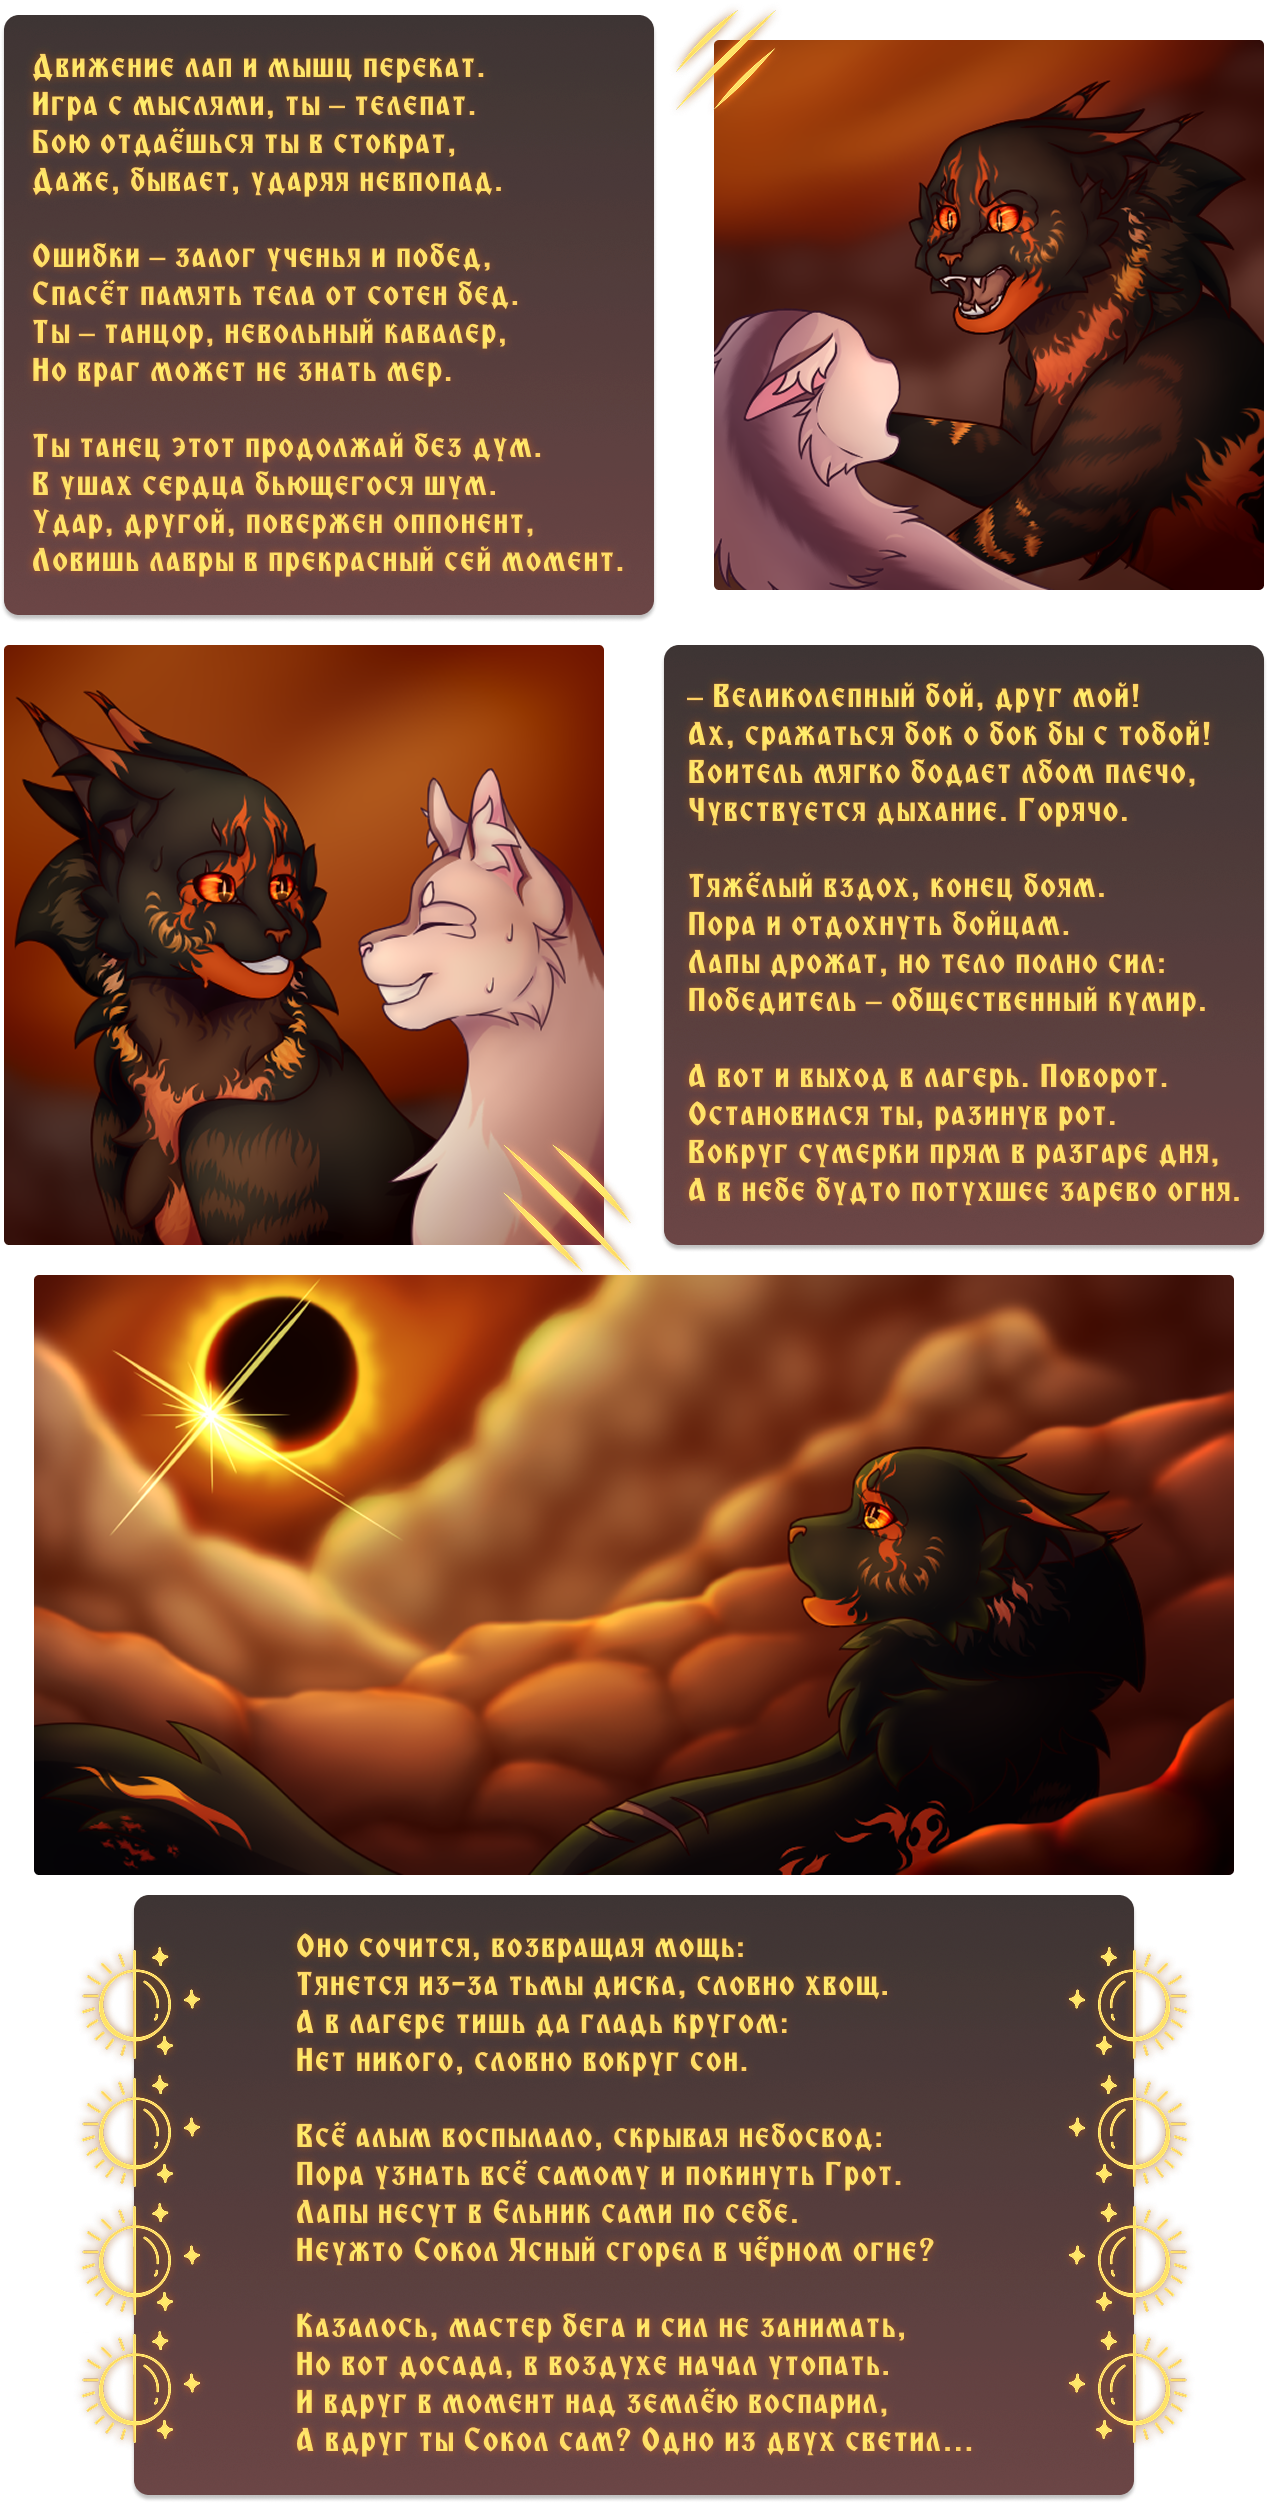 Движение лап и мышц перекат.
Игра с мыслями, ты – телепат.
Бою отдаёшься ты в стократ,
Даже, бывает, ударяя невпопад.
Ошибки – залог ученья и побед,
Спасёт память тела от сотен бед.
Ты – танцор, невольный кавалер,
Но враг может не знать мер.
Ты танец этот продолжай без дум.
В ушах сердца бьющегося шум.
Удар, другой, повержен оппонент,
Ловишь лавры в прекрасный сей момент.
– Великолепный бой, друг мой!
Ах, сражаться бок о бок бы с тобой!
Воитель мягко бодает лбом плечо,
Чувствуется дыхание. Горячо.
Тяжёлый вздох, конец боям.
Пора и отдохнуть бойцам.
Лапы дрожат, но тело полно сил:
Победитель – общественный кумир.
А вот и выход в лагерь. Поворот.
Остановился ты, разинув рот.
Вокруг сумерки прям в разгаре дня,
А в небе будто потухшее зарево огня.
Оно сочится, возвращая мощь:
Тянется из-за тьмы диска, словно хвощ.
А в лагере тишь да гладь кругом:
Нет никого, словно вокруг сон.
Всё алым воспылало, скрывая небосвод:
Пора узнать всё самому и покинуть Грот.
Лапы несут в Ельник сами по себе.
Неужто Сокол Ясный сгорел в чёрном огне?
Казалось, мастер бега и сил не занимать,
Но вот досада, в воздухе начал утопать.
И вдруг в момент над землёю воспарил,
А вдруг ты Сокол сам? Одно из двух светил...